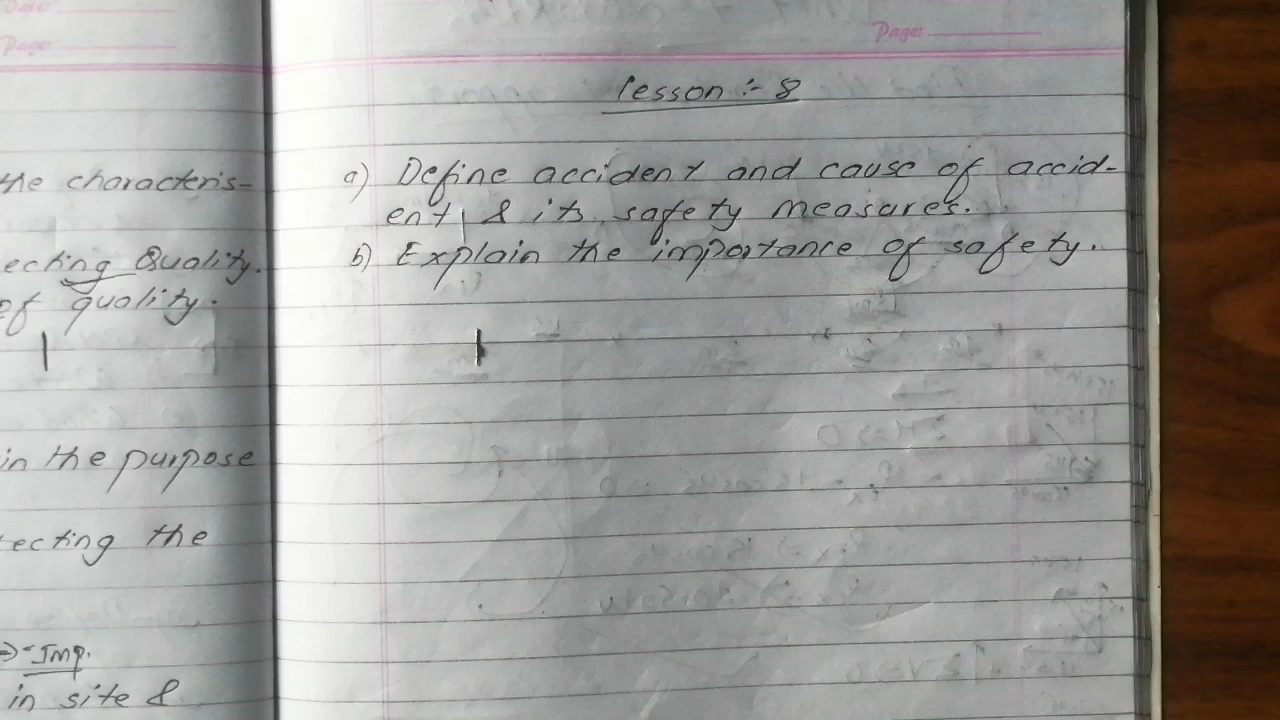 Date:
Page:
the characteris-
ecting Quality.
of quality.
in the purpose
ecting the
⇒ Imp.
in site &
Page:
lesson :- 8
a) Define accident and cause of accid-
ent & its safety measures.
b) Explain the importance of safety.